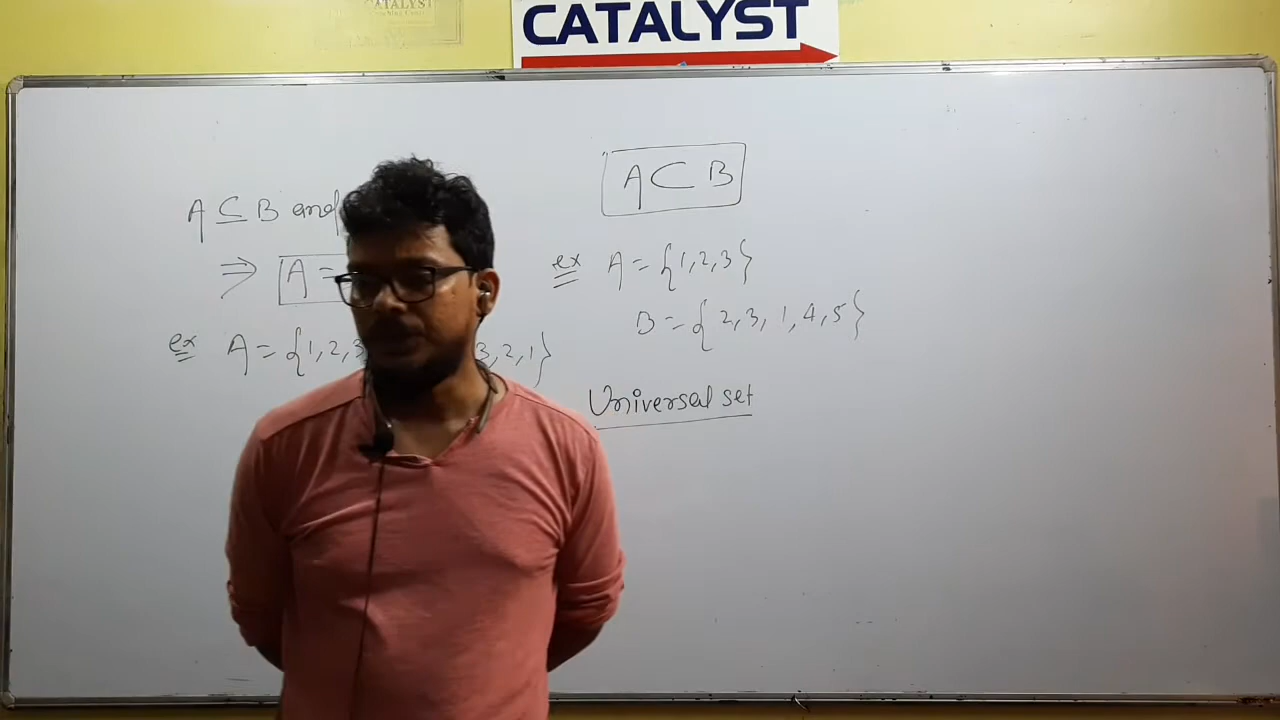 CATALYST
CATALYST
A ⊆ B and
⇒ A =
ex A = {1,2,3 3,2,1}
A ⊂ B
ex A = {1,2,3}
B = {2,3,1,4,5}
Universal set